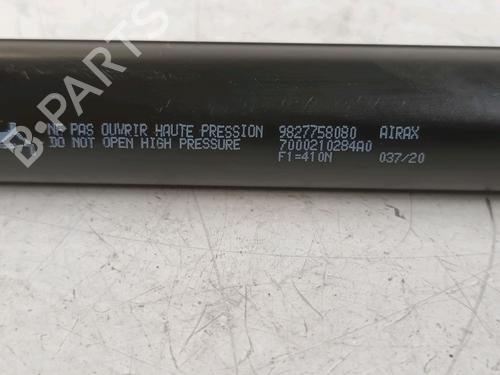 NE PAS OUVRIR HAUTE PRESSION 9827758080 AIRAX
DO NOT OPEN HIGH PRESSURE 7000210284A0
F1=410N 037/20
B-PARTS